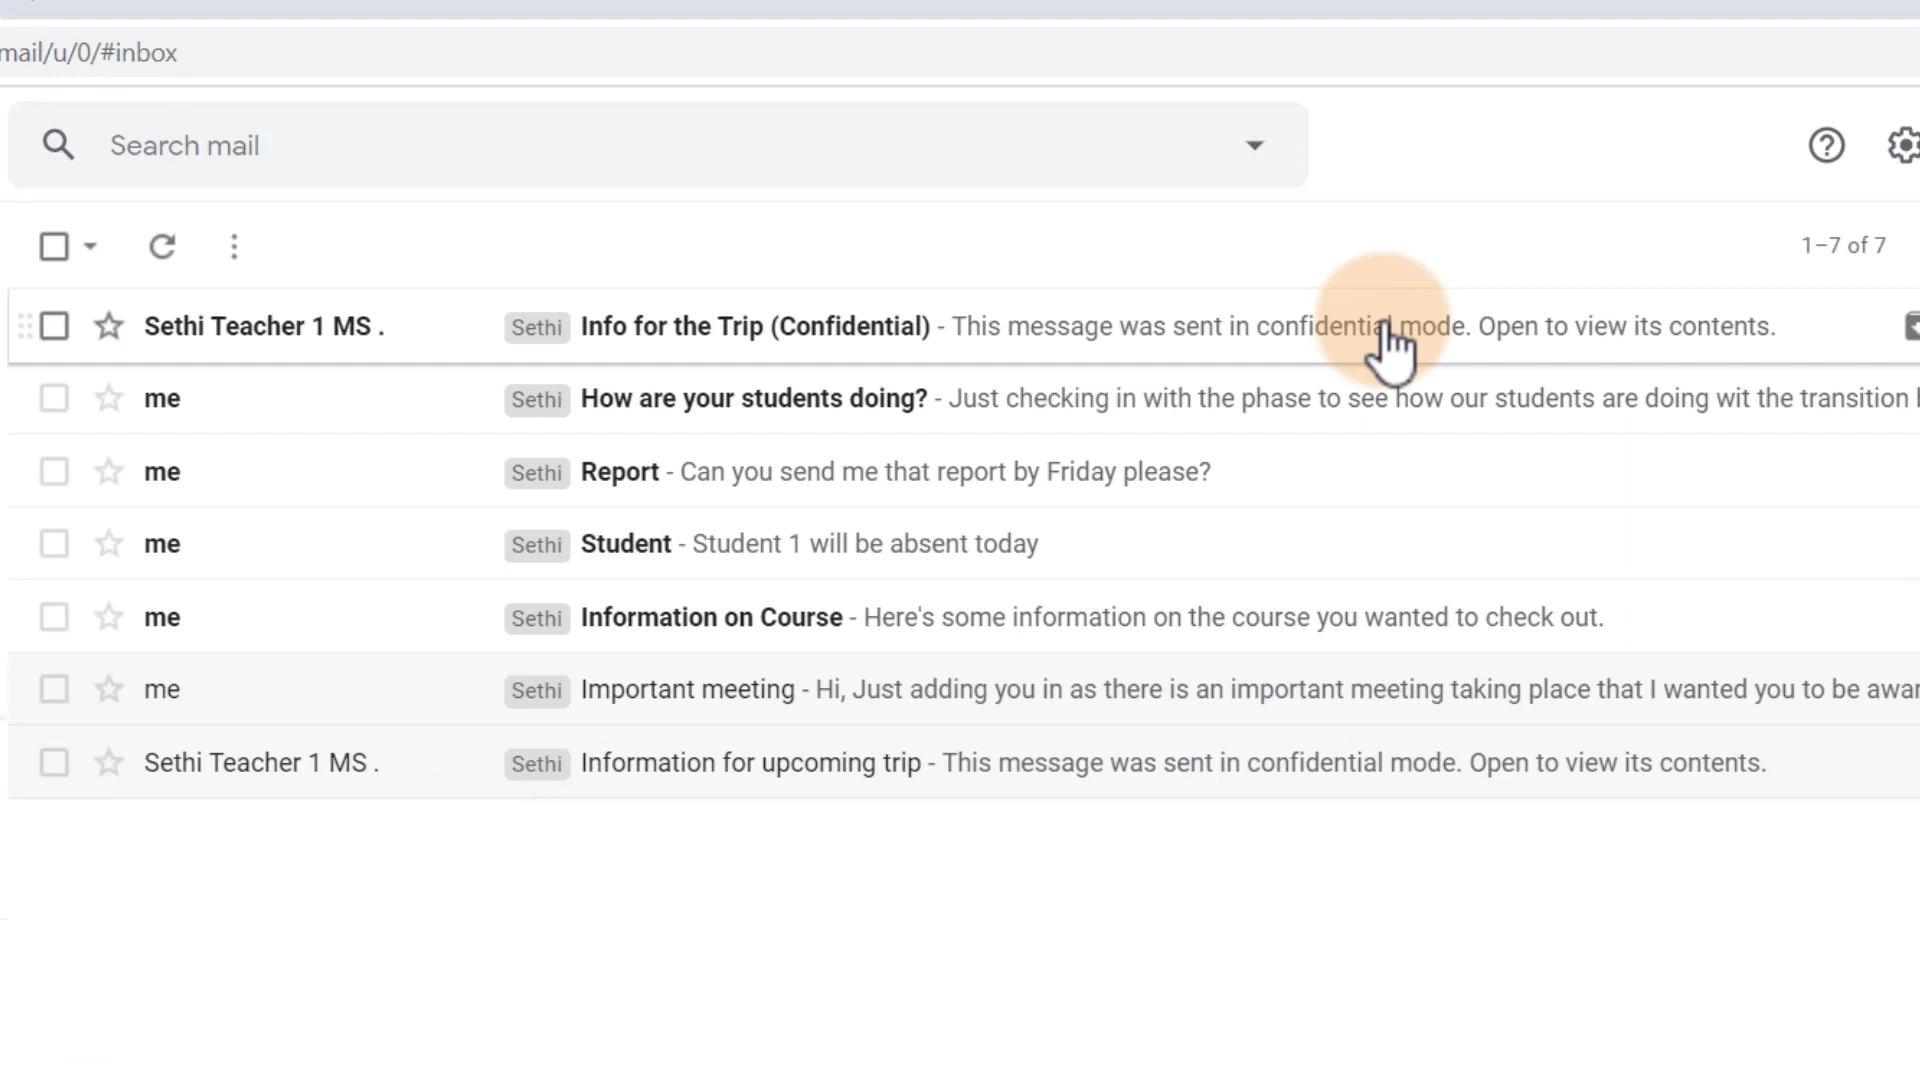 mail/u/0/#inbox
Search mail
1–7 of 7
Sethi Teacher 1 MS . Sethi Info for the Trip (Confidential) - This message was sent in confidential mode. Open to view its contents.
me Sethi How are your students doing? - Just checking in with the phase to see how our students are doing wit the transition
me Sethi Report - Can you send me that report by Friday please?
me Sethi Student - Student 1 will be absent today
me Sethi Information on Course - Here's some information on the course you wanted to check out.
me Sethi Important meeting - Hi, Just adding you in as there is an important meeting taking place that I wanted you to be
Sethi Teacher 1 MS . Sethi Information for upcoming trip - This message was sent in confidential mode. Open to view its contents.